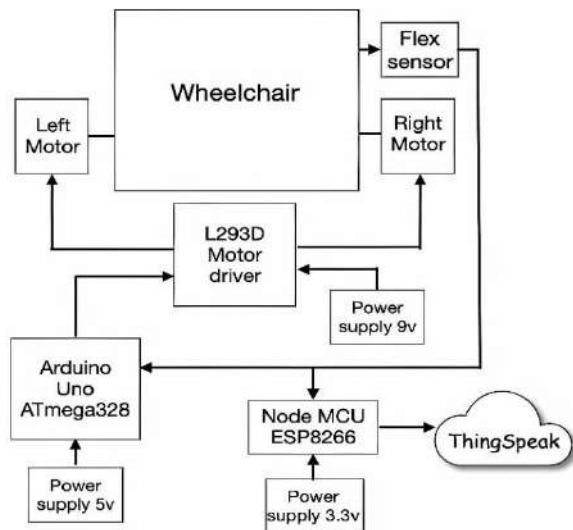 Flex
sensor
Wheelchair
Left
Motor
Right
Motor
L293D
Motor
driver
Power
supply 9v
Arduino
Uno
ATmega328
Node MCU
ESP8266
ThingSpeak
Power
supply 5v
Power
supply 3.3v